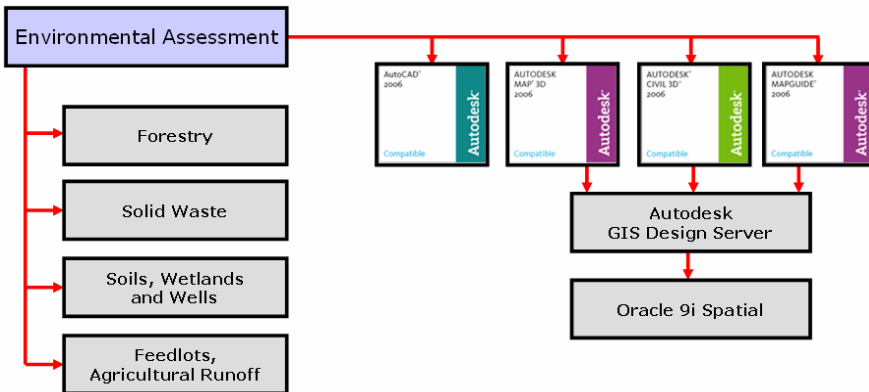 Environmental Assessment
Forestry
Solid Waste
Soils, Wetlands
and Wells
Feedlots,
Agricultural Runoff
AutoCAD®
2006
Compatible
Autodesk®
AUTODESK
MAP® 3D
2006
Compatible
Autodesk®
AUTODESK®
CIVIL 3D™
2006
Compatible
Autodesk®
AUTODESK
MAPGUIDE®
2006
Compatible
Autodesk®
Autodesk
GIS Design Server
Oracle 9i Spatial